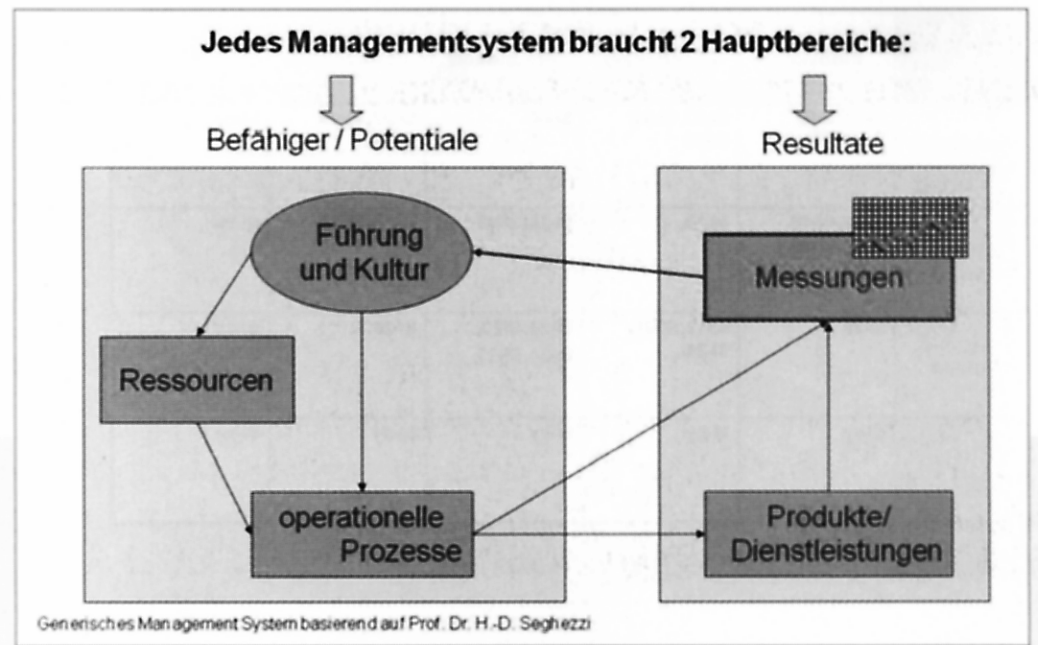 Jedes Managementsystem braucht 2 Hauptbereiche:
Befähiger / Potentiale
Resultate
Führung
und Kultur
Messungen
Ressourcen
operationelle
Prozesse
Produkte/
Dienstleistungen
Generisches Management System basierend auf Prof. Dr. H.-D. Seghezzi